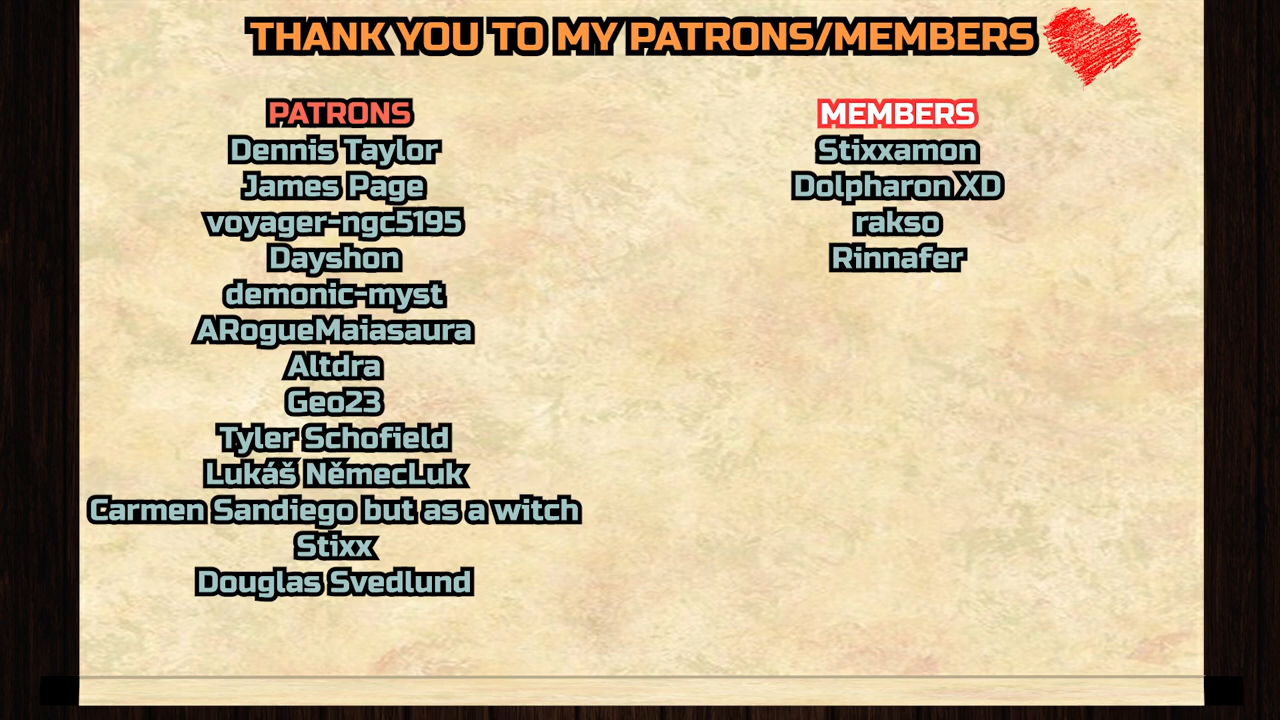 THANK YOU TO MY PATRONS/MEMBERS
PATRONS
Dennis Taylor
James Page
voyager-ngc5195
Dayshon
demonic-myst
ARogueMaiasaura
Altdra
Geo23
Tyler Schofield
Lukáš NěmecLuk
Carmen Sandiego but as a witch
Stixx
Douglas Svedlund
MEMBERS
Stixxamon
Dolpharon XD
rakso
Rinnafer